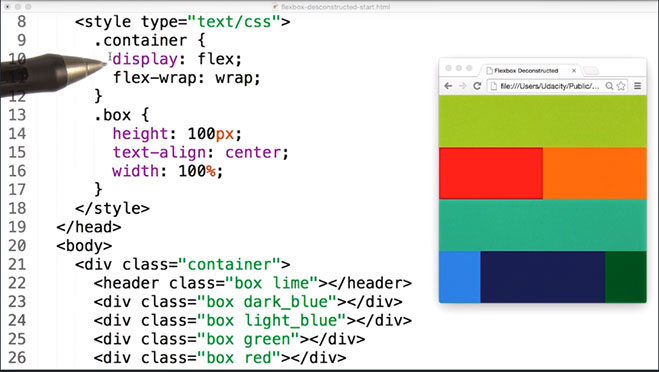 flexbox-desconstructed-start.html
8 <style type="text/css">
9 .container {
10 display: flex;
11 flex-wrap: wrap;
12 }
13 .box {
14 height: 100px;
15 text-align: center;
16 width: 100%;
17 }
18 </style>
19 </head>
20 <body>
21 <div class="container">
22 <header class="box lime"></header>
23 <div class="box dark_blue"></div>
24 <div class="box light_blue"></div>
25 <div class="box green"></div>
26 <div class="box red"></div>
Flexbox Deconstructed
file:///Users/Udacity/Public/...